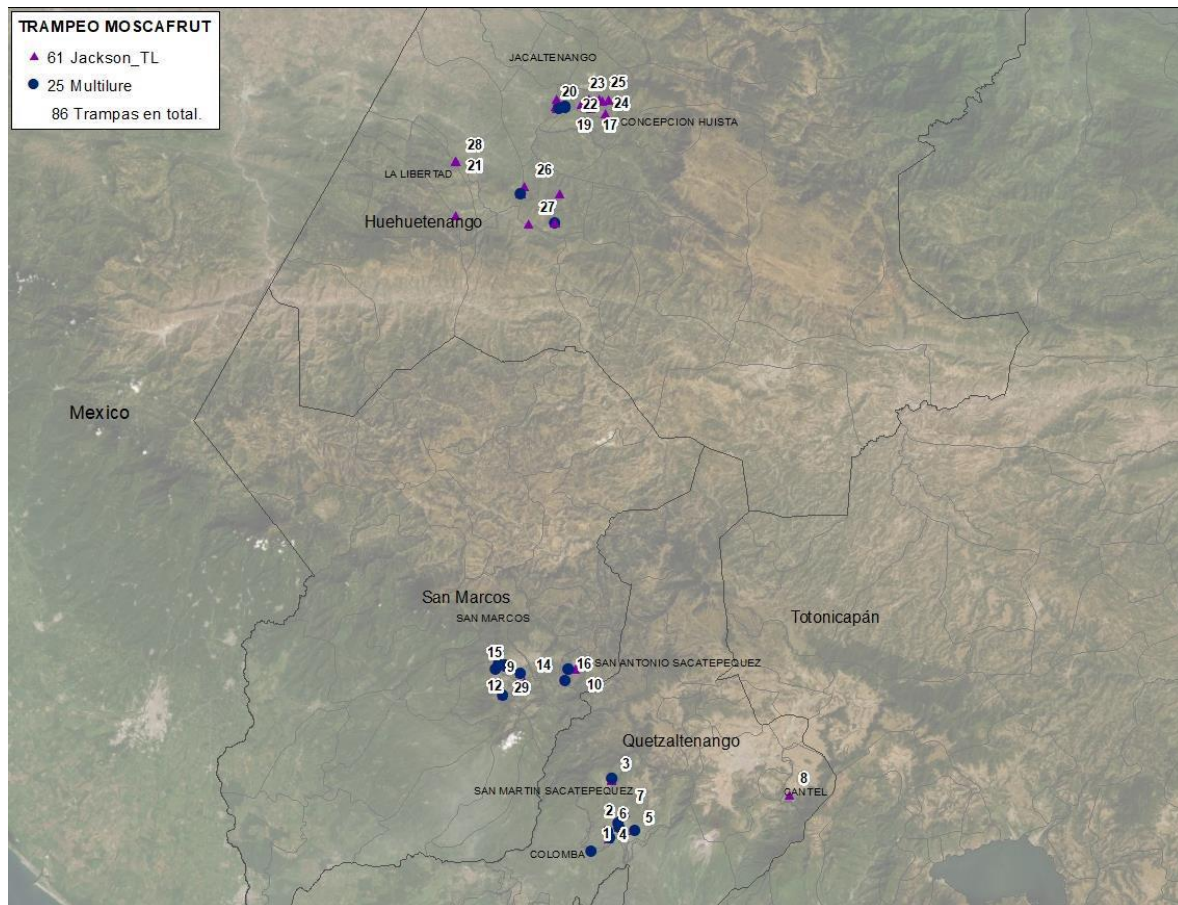 TRAMPEO MOSCAFRUT
61 Jackson_TL
25 Multilure
86 Trampas en total.
JACALTENANGO
20
23
25
22
24
19
17
CONCEPCION HUISTA
28
21
LA LIBERTAD
26
27
Huehuetenango
Mexico
San Marcos
SAN MARCOS
Totonicapán
15
9
14
16
SAN ANTONIO SACATEPEQUEZ
12
29
10
Quetzaltenango
3
SAN MARTIN SACATEPEQUEZ
7
8
CANTEL
2
6
5
1
4
COLOMBA